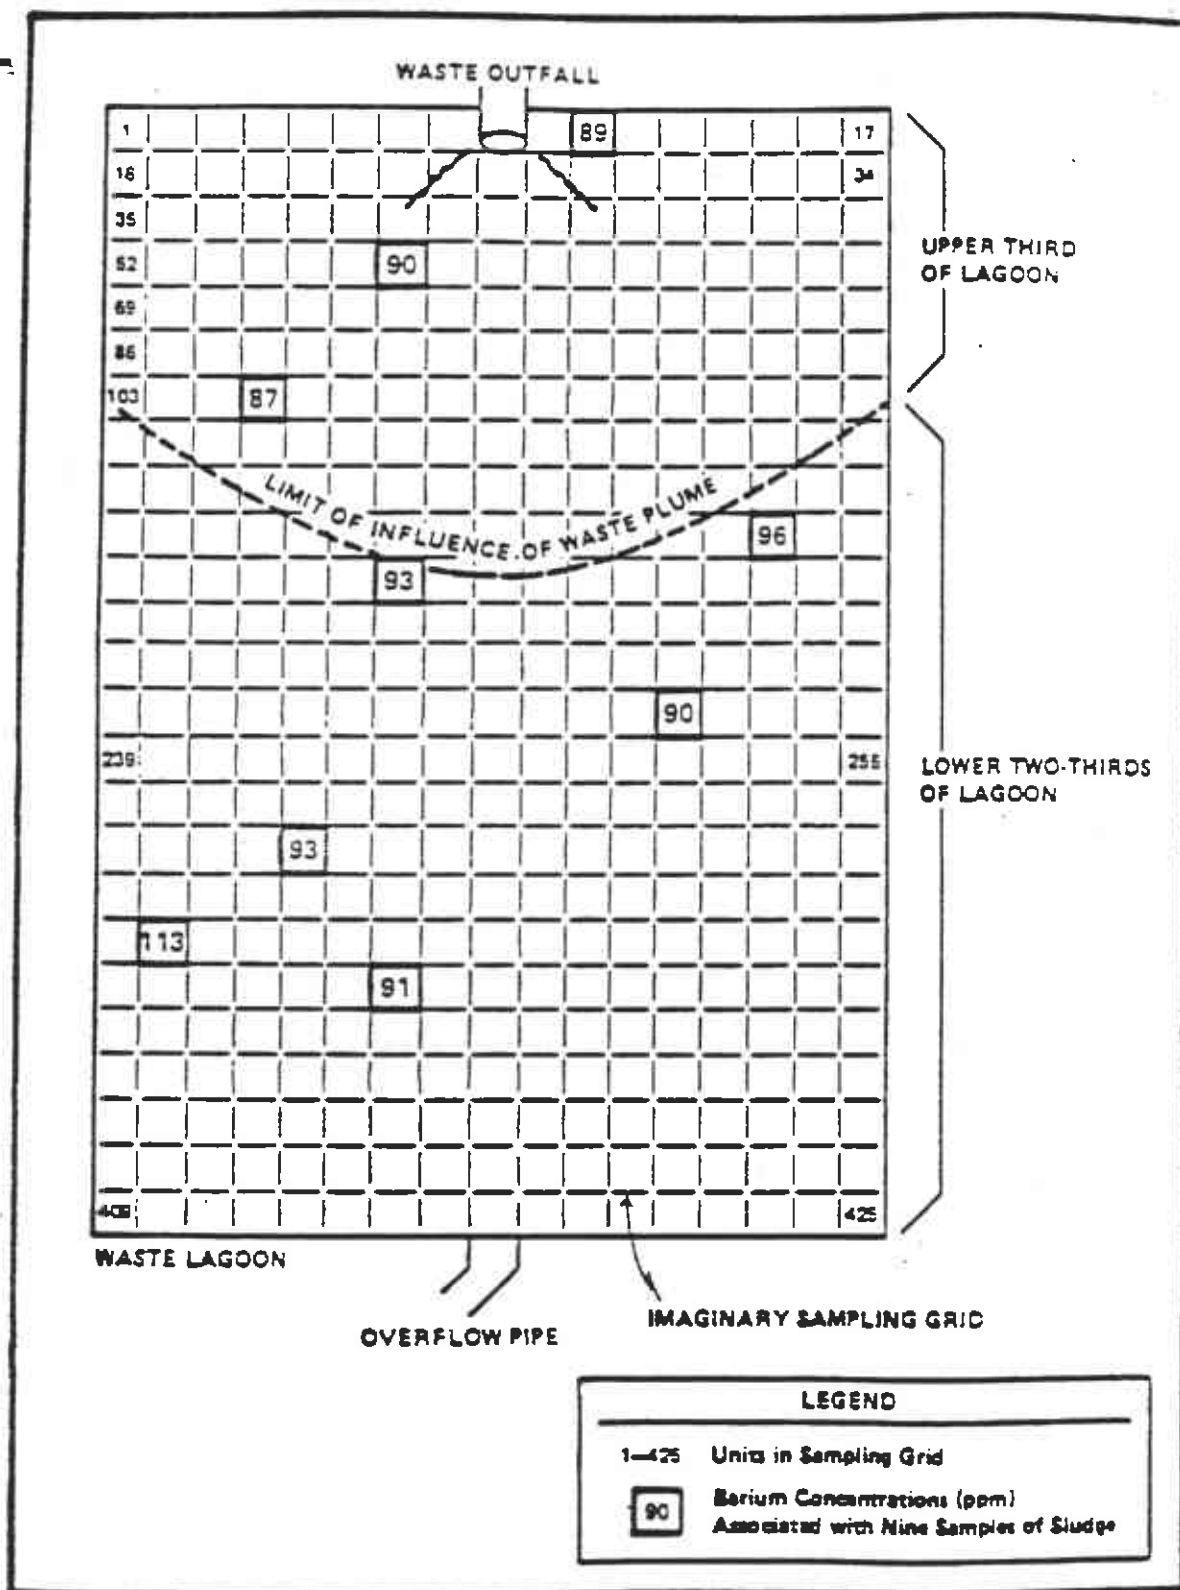 WASTE OUTFALL
1
89
17
18
34
35
UPPER THIRD
OF LAGOON
52
90
69
86
103
87
LIMIT OF INFLUENCE OF WASTE PLUME
96
93
90
239
255
LOWER TWO-THIRDS
OF LAGOON
93
113
91
409
425
WASTE LAGOON
OVERFLOW PIPE
IMAGINARY SAMPLING GRID
LEGEND
1—425 Units in Sampling Grid
90
Barium Concentrations (ppm)
Associated with Nine Samples of Sludge